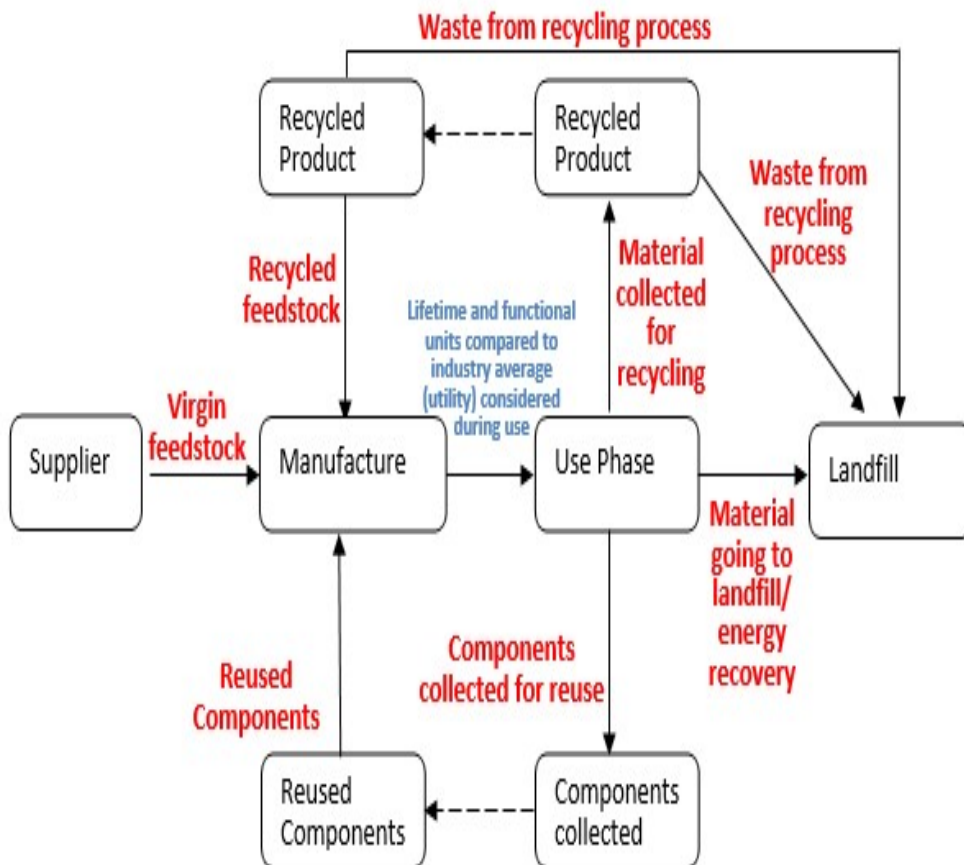 Waste from recycling process
Recycled
Product
Recycled
Product
Waste from
recycling
process
Recycled
feedstock
Material
collected
for
recycling
Lifetime and functional
units compared to
industry average
(utility) considered
during use
Virgin
feedstock
Supplier
Manufacture
Use Phase
Landfill
Material
going to
landfill/
energy
recovery
Reused
Components
Components
collected for reuse
Reused
Components
Components
collected